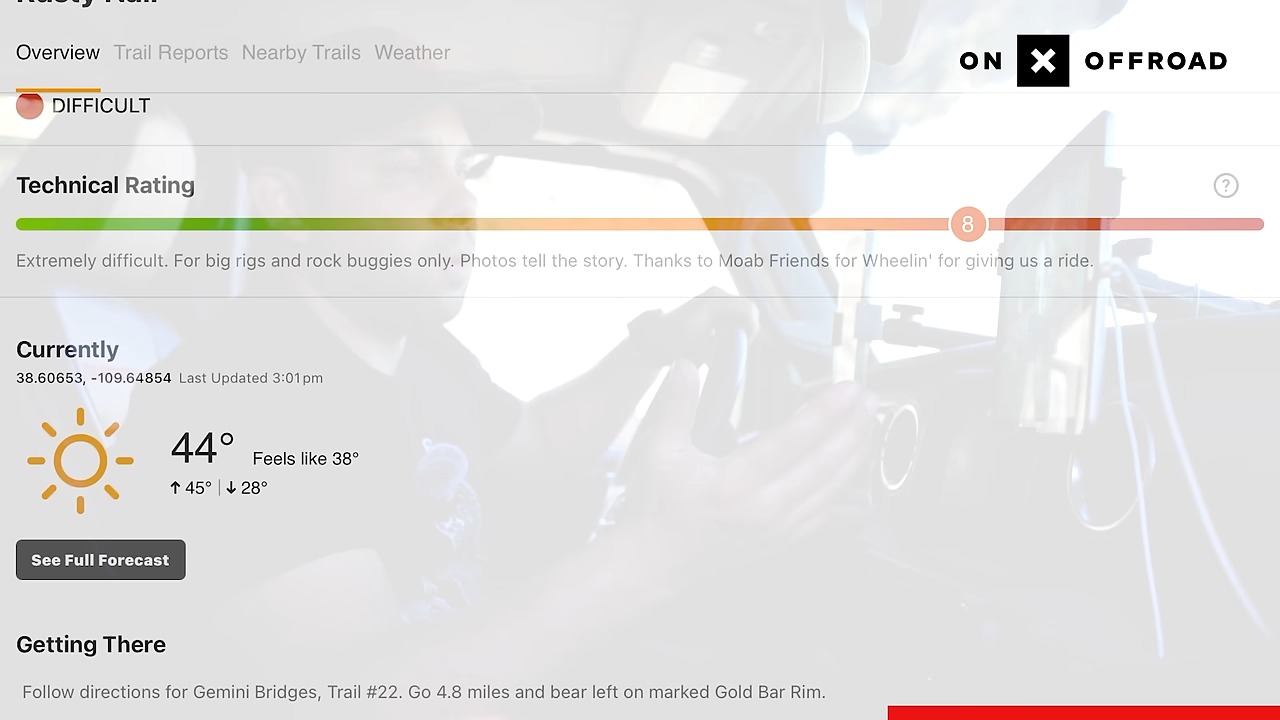 Rusty Nail
Overview Trail Reports Nearby Trails Weather
ON X OFFROAD
DIFFICULT
Technical Rating
?
8
Extremely difficult. For big rigs and rock buggies only. Photos tell the story. Thanks to Moab Friends for Wheelin' for giving us a ride.
Currently
38.60653, -109.64854 Last Updated 3:01pm
44° Feels like 38°
↑ 45° | ↓ 28°
See Full Forecast
Getting There
Follow directions for Gemini Bridges, Trail #22. Go 4.8 miles and bear left on marked Gold Bar Rim.